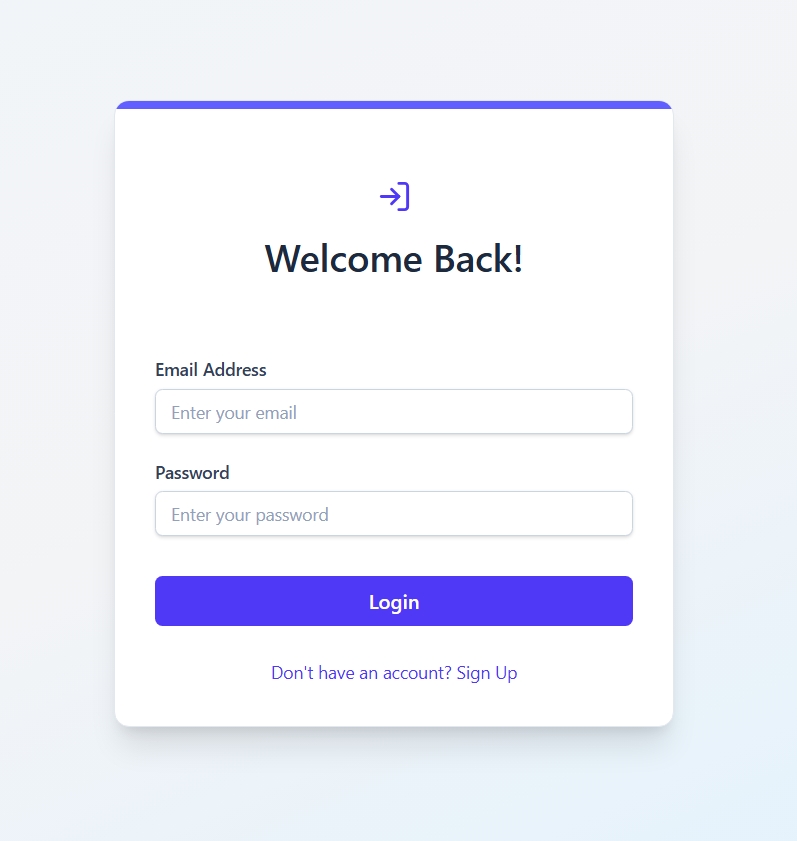 Welcome Back!
Email Address
Enter your email
Password
Enter your password
Login
Don't have an account? Sign Up